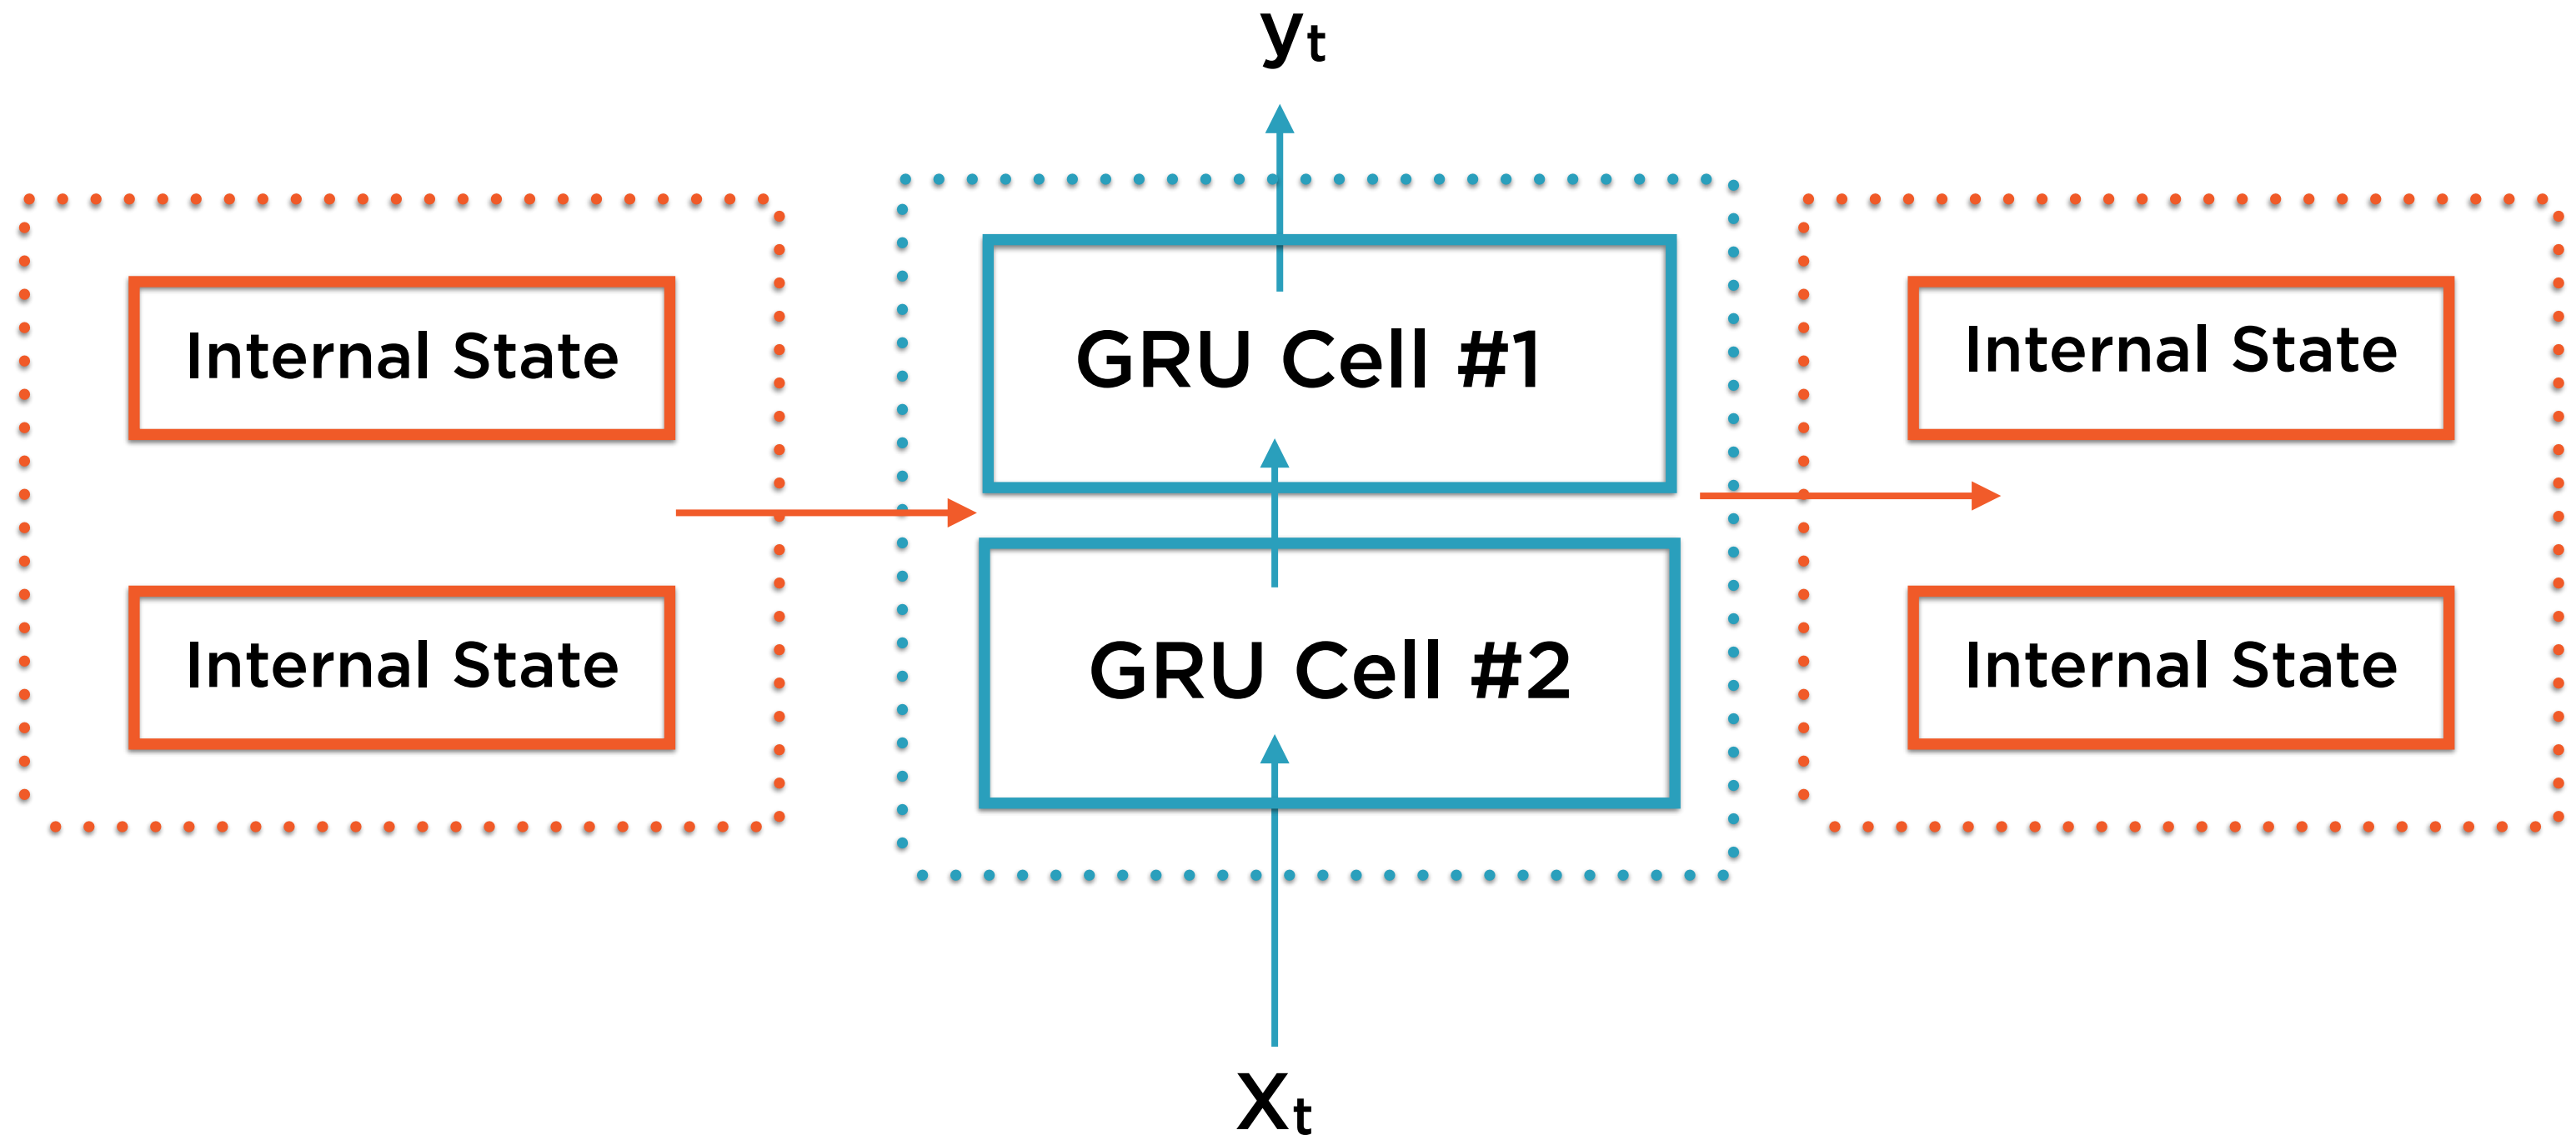 yt
Internal State
GRU Cell #1
Internal State
Internal State
GRU Cell #2
Internal State
Xt